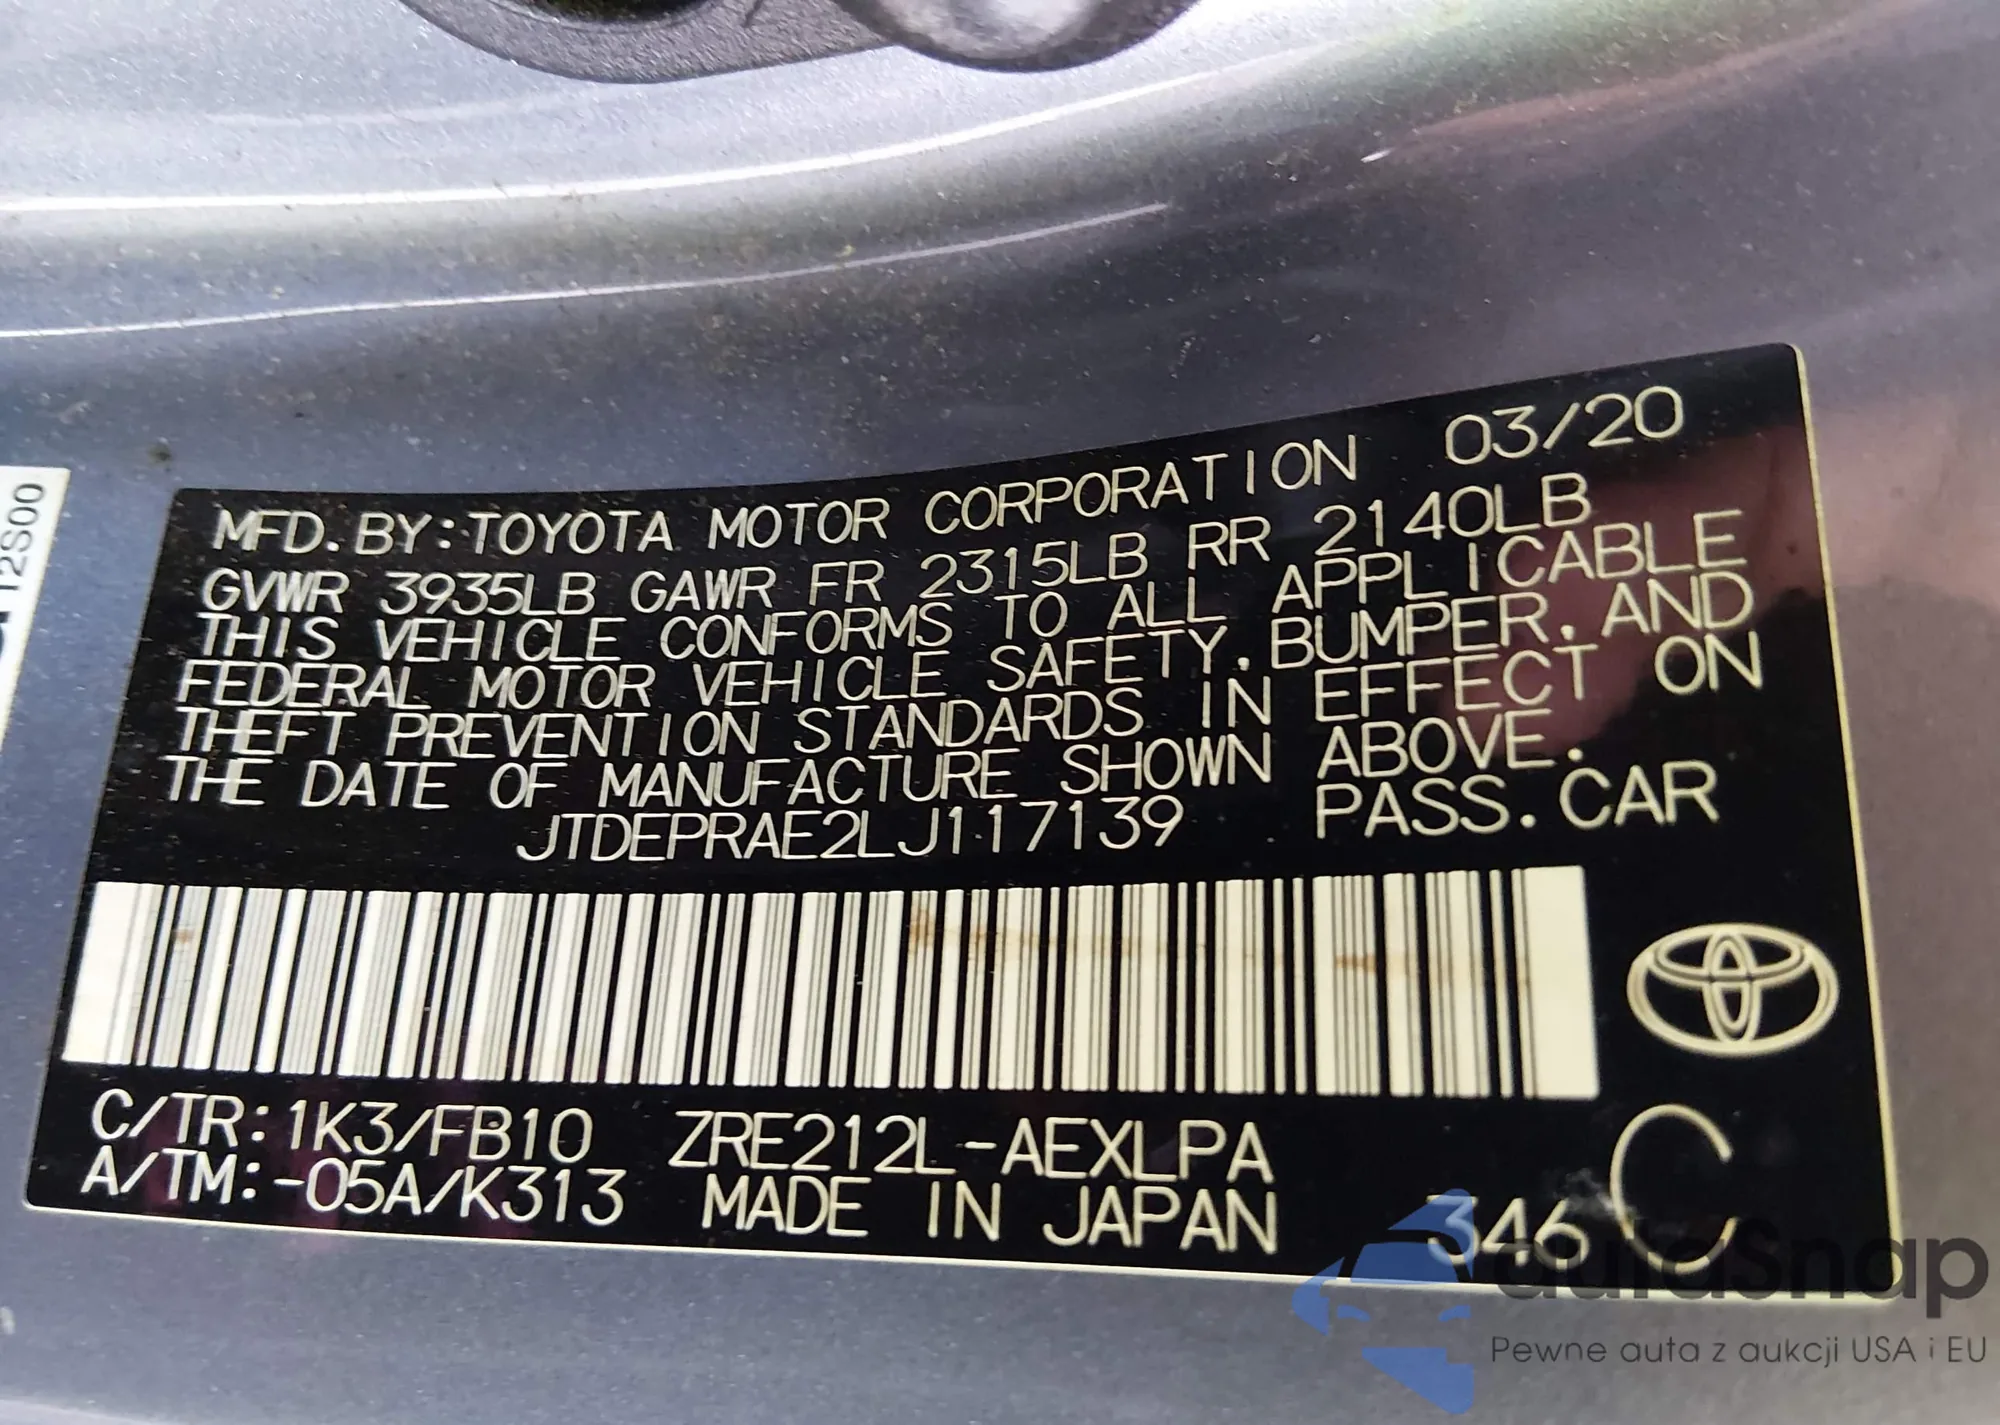 MFD.BY:TOYOTA MOTOR CORPORATION 03/20
GVWR 3935LB GAWR FR 2315LB RR 2140LB
THIS VEHICLE CONFORMS TO ALL APPLICABLE
FEDERAL MOTOR VEHICLE SAFETY,BUMPER,AND
THEFT PREVENTION STANDARDS IN EFFECT ON
THE DATE OF MANUFACTURE SHOWN ABOVE.
JTDEPRAE2LJ117139 PASS.CAR
C/TR:1K3/FB10 ZRE212L-AEXLPA C
A/TM:-05A/K313 MADE IN JAPAN 346
12S00
autaSnap
Pewne auta z aukcji USA i EU